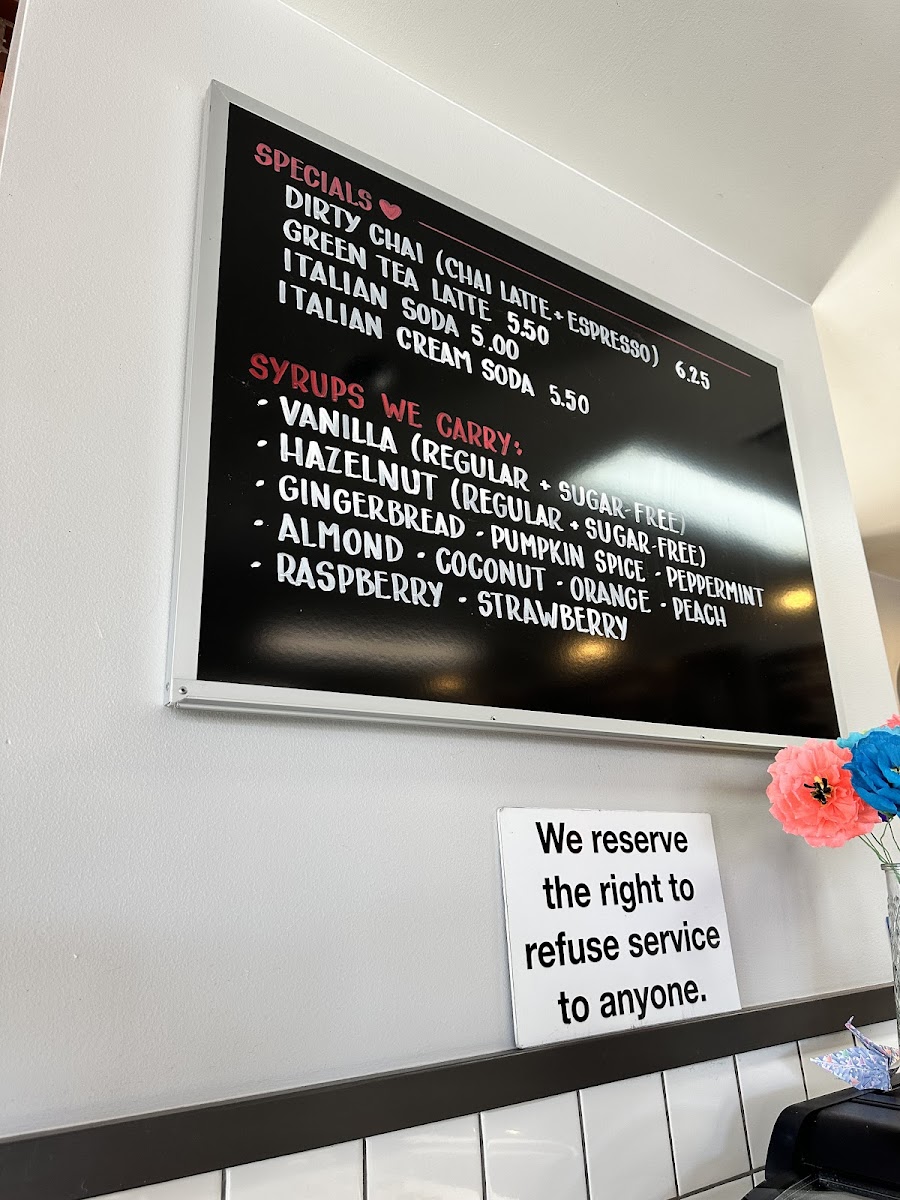 SPECIALS ♥
DIRTY CHAI (CHAI LATTE + ESPRESSO) 6.25
GREEN TEA LATTE 5.50
ITALIAN SODA 5.00
ITALIAN CREAM SODA 5.50
SYRUPS WE CARRY:
• VANILLA (REGULAR + SUGAR-FREE)
• HAZELNUT (REGULAR + SUGAR-FREE)
• GINGERBREAD • PUMPKIN SPICE • PEPPERMINT
• ALMOND • COCONUT • ORANGE • PEACH
• RASPBERRY • STRAWBERRY
We reserve
the right to
refuse service
to anyone.